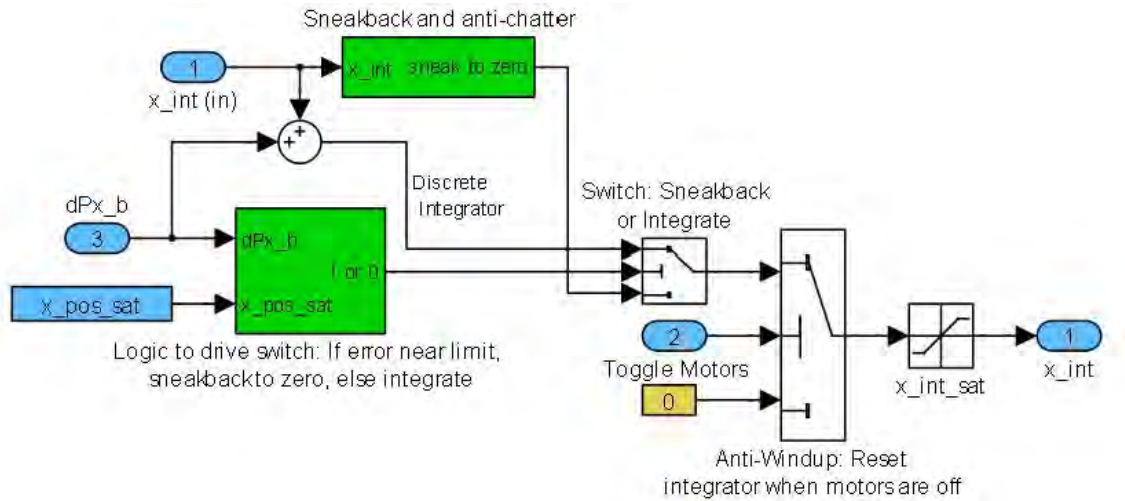 Sneakback and anti-chatter
1
x_int (in)
x_int
sneak to zero
+
+
Discrete
Integrator
dPx_b
3
dPx_b
1 or 0
x_pos_sat
x_pos_sat
Logic to drive switch: If error near limit,
sneakback to zero, else integrate
Switch: Sneakback
or Integrate
2
Toggle Motors
0
Anti-Windup: Reset
integrator when motors are off
x_int_sat
1
x_int